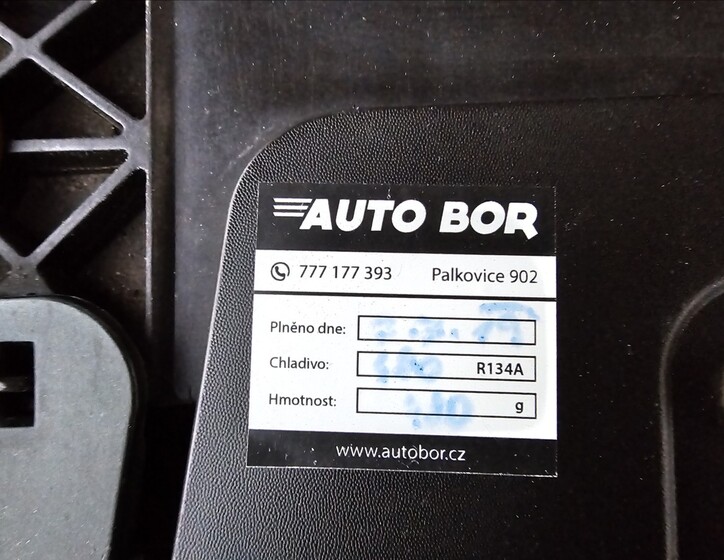 AUTO BOR
777 177 393 Palkovice 902
Plněno dne:
Chladivo: R134A
Hmotnost: g
www.autobor.cz